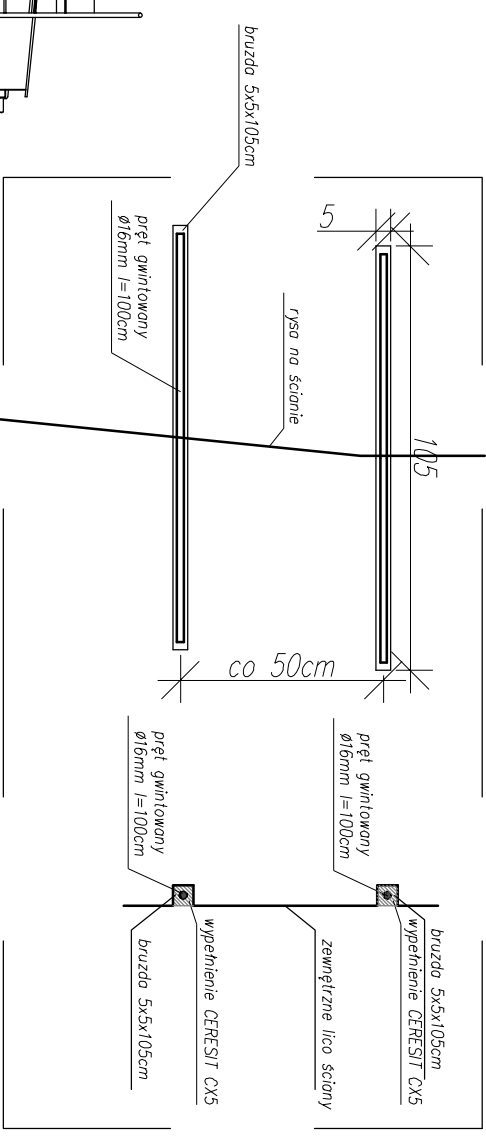 bruzda 5x5x105cm
pręt gwintowany
ø16mm l=100cm
rysa na ścianie
5
105
co 50cm
pręt gwintowany
ø16mm l=100cm
pręt gwintowany
ø16mm l=100cm
bruzda 5x5x105cm
wypełnienie CERESIT CX5
zewnętrzne lico ściany
wypełnienie CERESIT CX5
bruzda 5x5x105cm